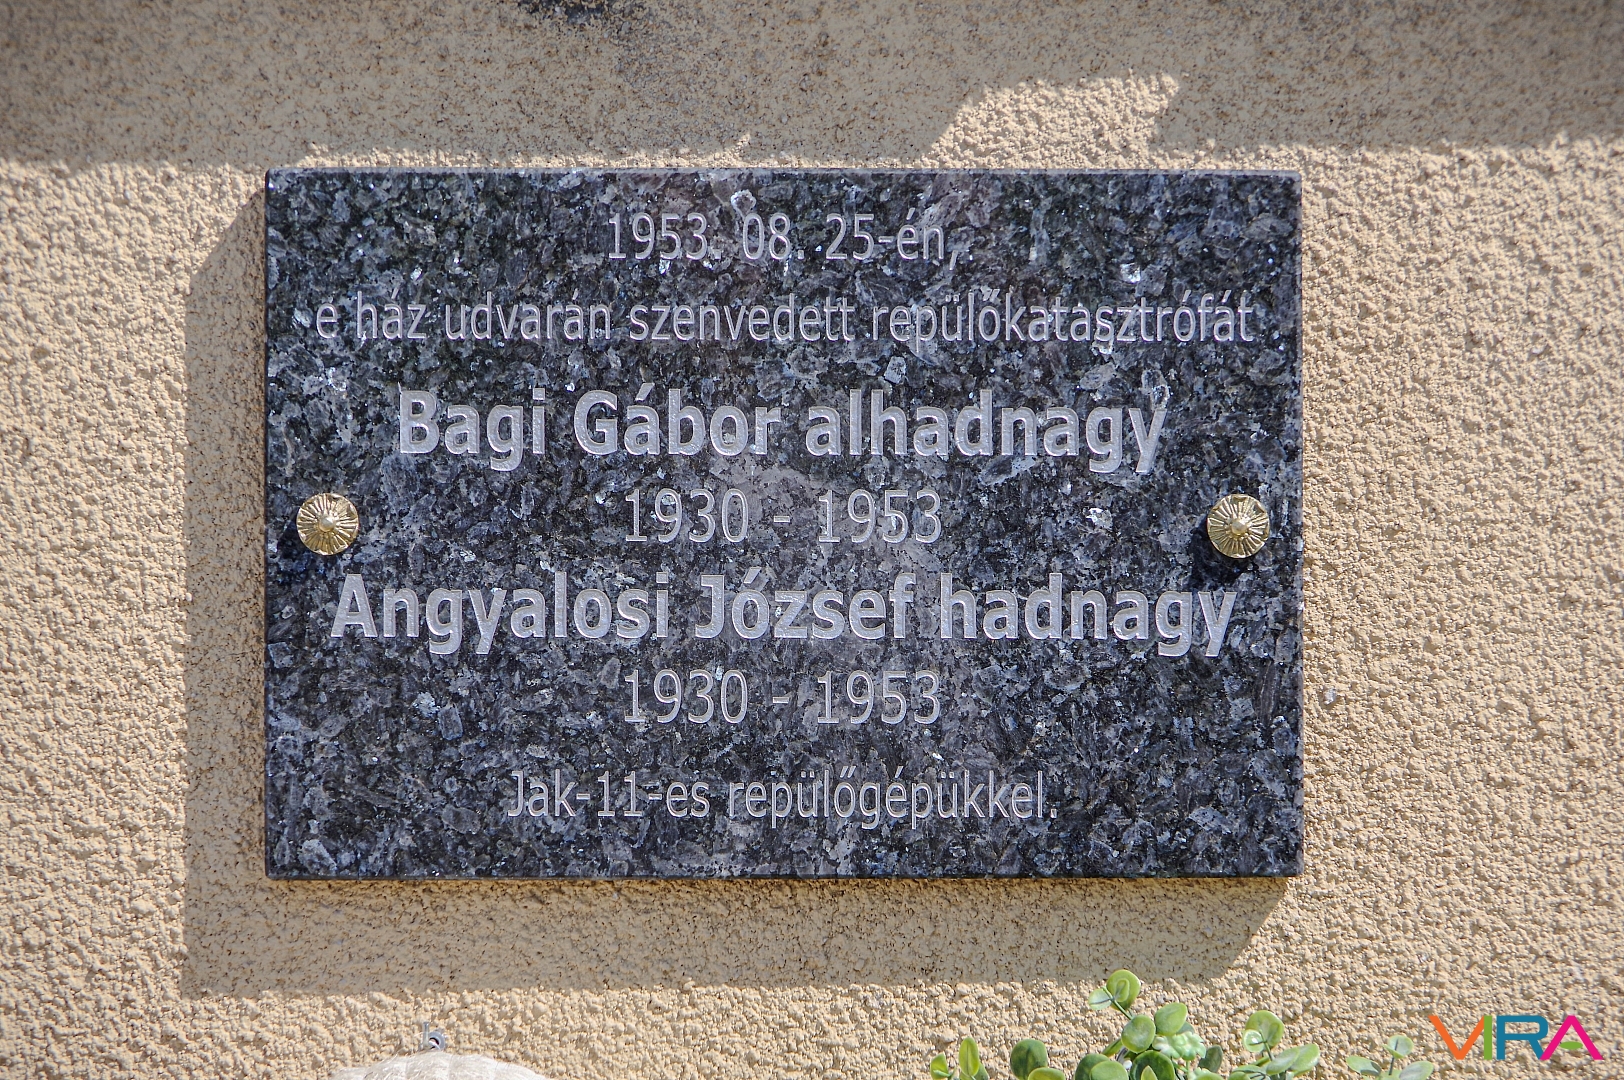 1953. 08. 25-én,
e ház udvarán szenvedett repülőkatasztrófát
Bagi Gábor alhadnagy
1930 - 1953
Angyalosi József hadnagy
1930 - 1953
Jak-11-es repülőgépükkel.
VIRA